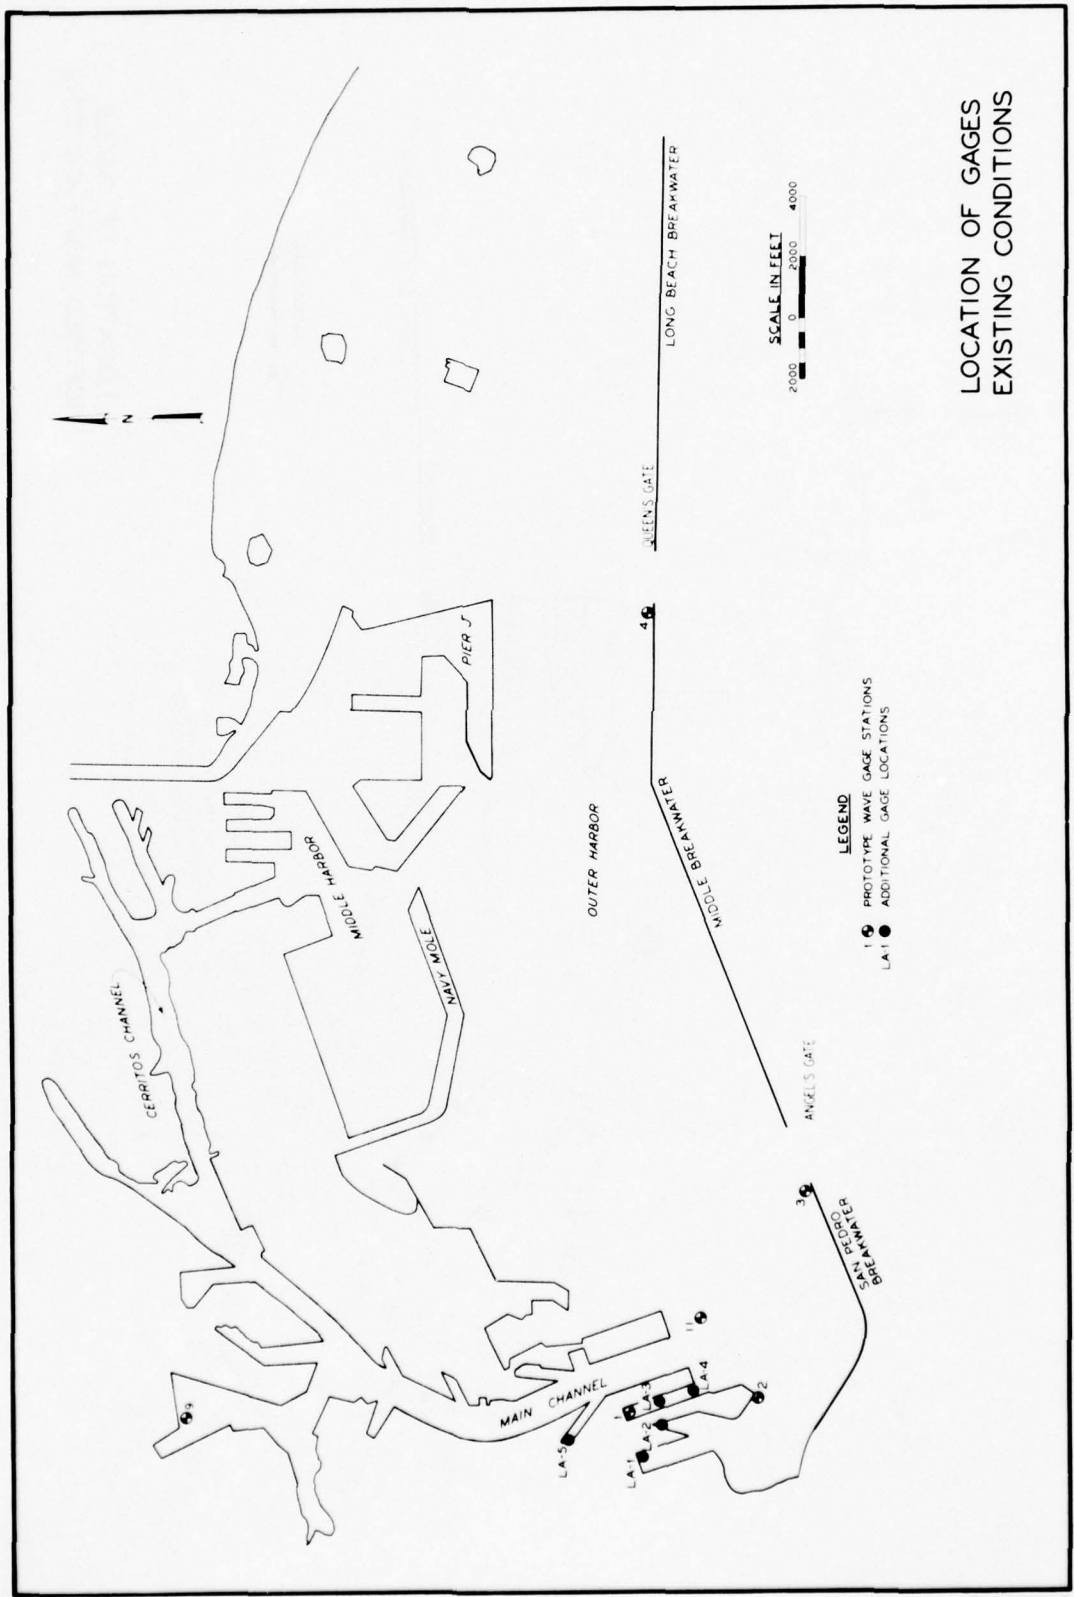 CERRITOS CHANNEL
MIDDLE HARBOR
NAVY MOLE
PIER J
OUTER HARBOR
MAIN CHANNEL
9
LA-5
1
LA-1
LA-2
LA-3
LA-4
11
2
3
4
SAN PEDRO
BREAKWATER
ANGEL'S GATE
MIDDLE BREAKWATER
QUEEN'S GATE
LONG BEACH BREAKWATER
N
SCALE IN FEET
2000 0 2000 4000
LEGEND
1 PROTOTYPE WAVE GAGE STATIONS
LA-1 ADDITIONAL GAGE LOCATIONS
LOCATION OF GAGES
EXISTING CONDITIONS